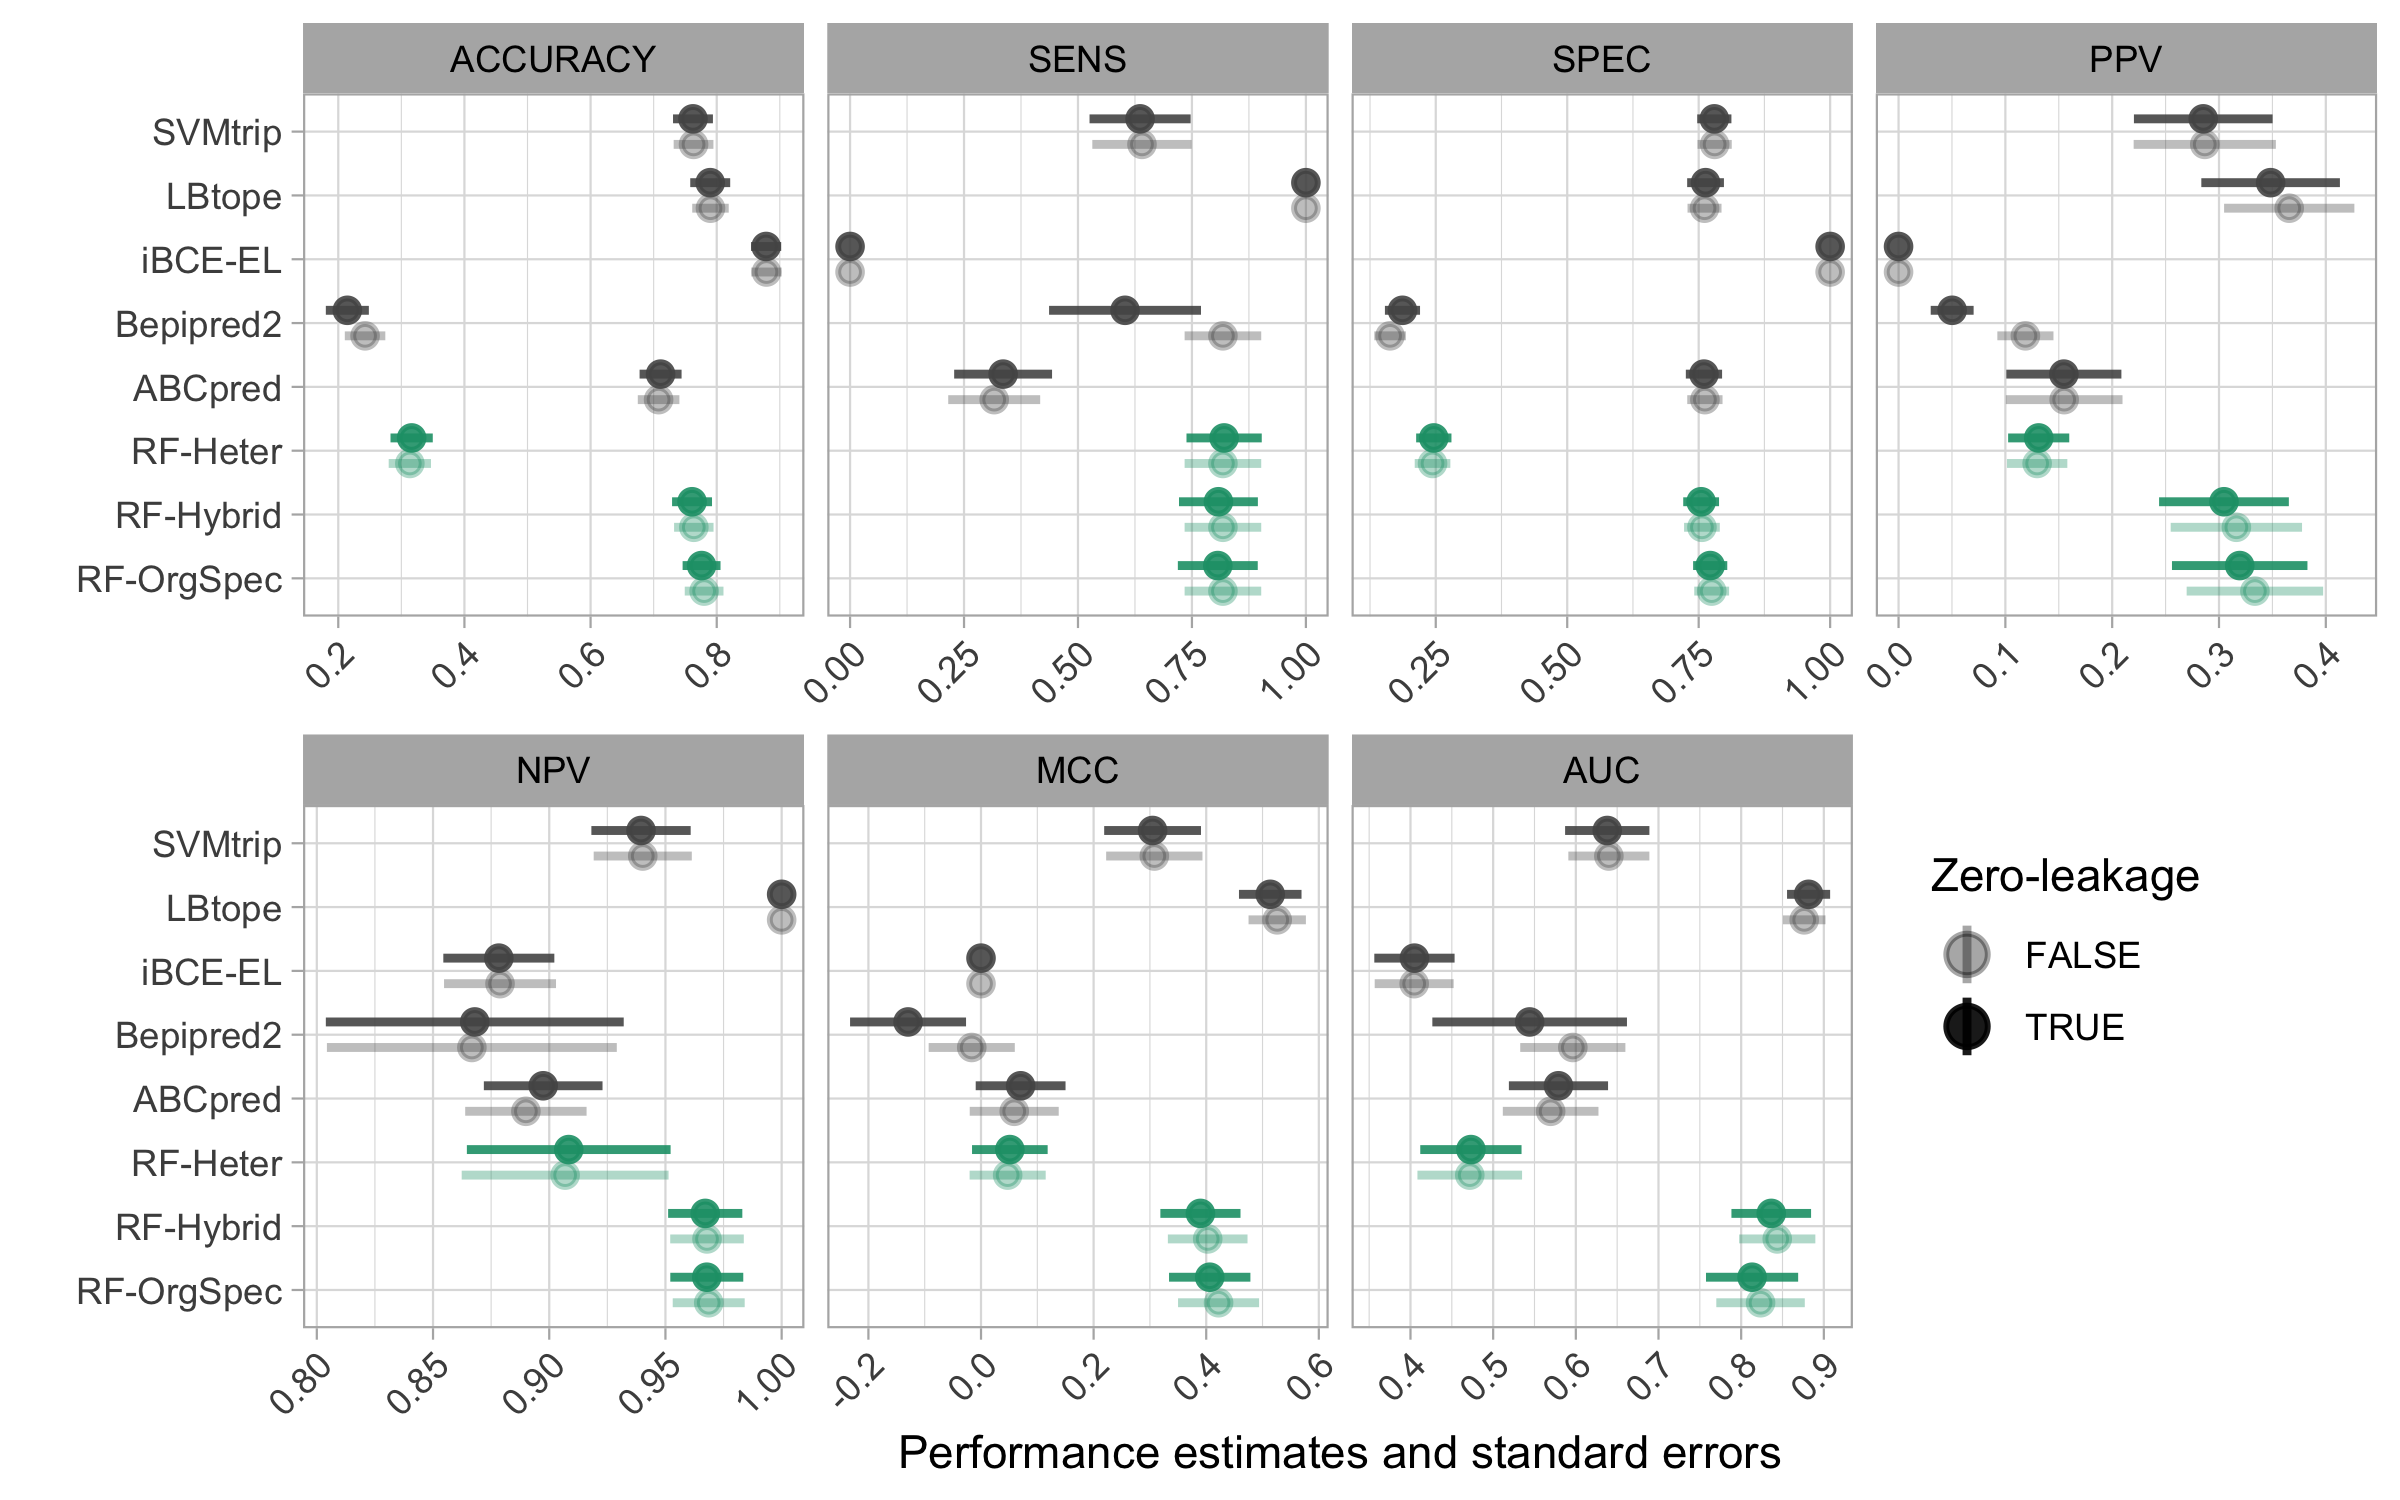 ACCURACY SENS SPEC PPV
SVMtrip
LBtope
iBCE-EL
Bepipred2
ABCpred
RF-Heter
RF-Hybrid
RF-OrgSpec
0.2 0.4 0.6 0.8 0.00 0.25 0.50 0.75 1.00 0.25 0.50 0.75 1.00 0.0 0.1 0.2 0.3 0.4
NPV MCC AUC
SVMtrip
LBtope
iBCE-EL
Bepipred2
ABCpred
RF-Heter
RF-Hybrid
RF-OrgSpec
0.80 0.85 0.90 0.95 1.00 -0.2 0.0 0.2 0.4 0.6 0.4 0.5 0.6 0.7 0.8 0.9
Performance estimates and standard errors
Zero-leakage
FALSE
TRUE